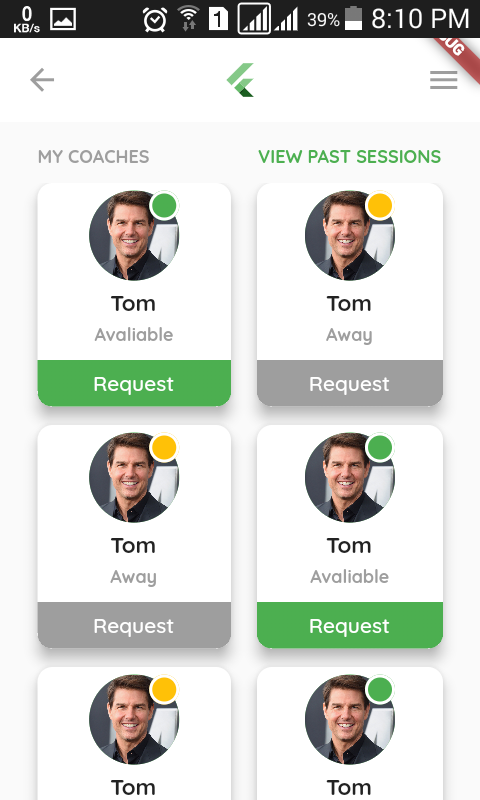 0
KB/s
1
39%
8:10 PM
UG
MY COACHES
VIEW PAST SESSIONS
Tom
Tom
Avaliable
Away
Request
Request
Tom
Tom
Away
Avaliable
Request
Request
Tom
Tom